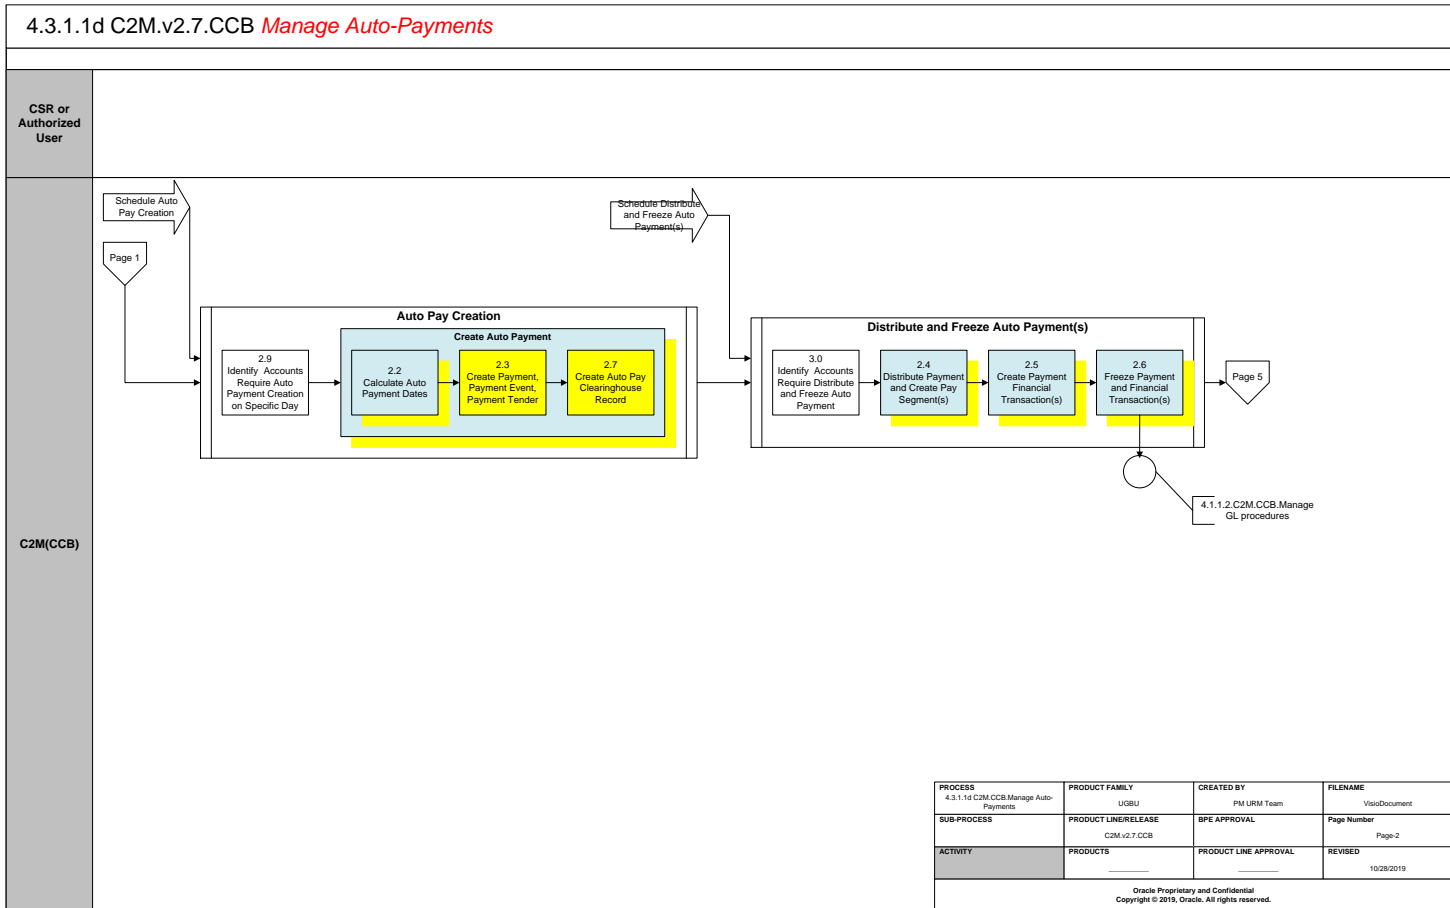 4.3.1.1d C2M.v2.7.CCB Manage Auto-Payments
CSR or
Authorized
User
C2M(CCB)
Schedule Auto
Pay Creation
Page 1
Schedule Distribute
and Freeze Auto
Payment(s)
Auto Pay Creation
Create Auto Payment
2.9
Identify Accounts
Require Auto
Payment Creation
on Specific Day
2.2
Calculate Auto
Payment Dates
2.3
Create Payment,
Payment Event,
Payment Tender
2.7
Create Auto Pay
Clearinghouse
Record
Distribute and Freeze Auto Payment(s)
3.0
Identify Accounts
Require Distribute
and Freeze Auto
Payment
2.4
Distribute Payment
and Create Pay
Segment(s)
2.5
Create Payment
Financial
Transaction(s)
2.6
Freeze Payment
and Financial
Transaction(s)
Page 5
4.1.1.2.C2M.CCB.Manage
GL procedures
PROCESS
4.3.1.1d C2M.CCB.Manage Auto-
Payments
PRODUCT FAMILY
UGBU
CREATED BY
PM URM Team
FILENAME
VisioDocument
SUB-PROCESS
PRODUCT LINE/RELEASE
C2M.v2.7.CCB
BPE APPROVAL
Page Number
Page-2
ACTIVITY
PRODUCTS
__________
PRODUCT LINE APPROVAL
__________
REVISED
10/28/2019
Oracle Proprietary and Confidential
Copyright © 2019, Oracle. All rights reserved.